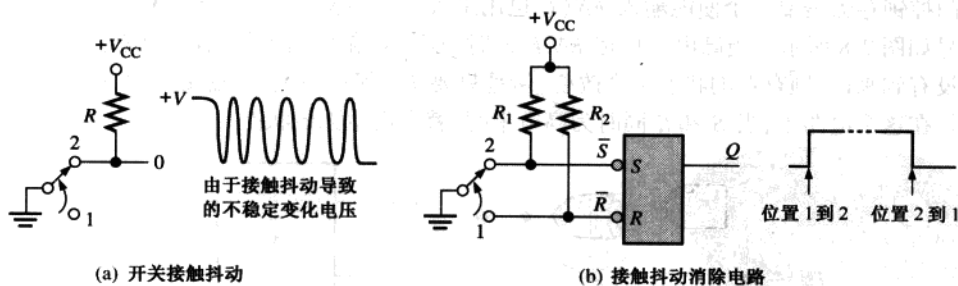 +VCC
R
2
0
1
+V
由于接触抖动导致
的不稳定变化电压
(a) 开关接触抖动
+VCC
R1
R2
2
1
S̅
S
R̅
R
Q
位置 1 到 2
位置 2 到 1
(b) 接触抖动消除电路